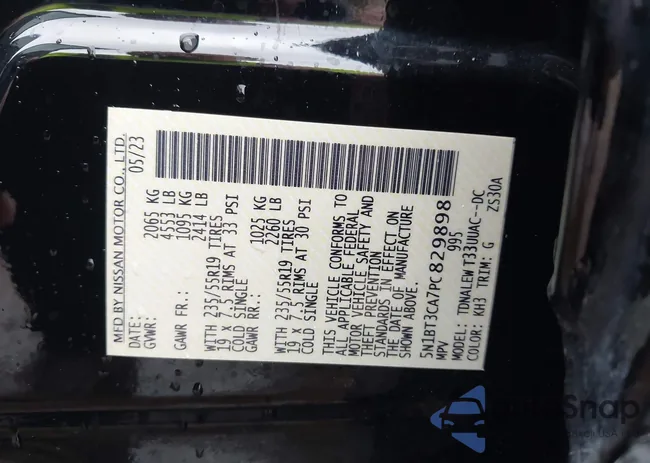 MFD BY NISSAN MOTOR CO., LTD.
DATE: 05/23
GVWR: 2065 KG
4553 LB
GAWR FR.: 1095 KG
2414 LB
WITH 235/55R19 TIRES
19 X 7.5 RIMS AT 33 PSI
COLD SINGLE
GAWR RR.: 1025 KG
2260 LB
WITH 235/55R19 TIRES
19 X 7.5 RIMS AT 30 PSI
COLD SINGLE
THIS VEHICLE CONFORMS TO
ALL APPLICABLE FEDERAL
MOTOR VEHICLE SAFETY AND
THEFT PREVENTION
STANDARDS IN EFFECT ON
THE DATE OF MANUFACTURE
SHOWN ABOVE.
5N1BT3CA7PC829898
MPV 995
MODEL: TDNALEW T33UUAC--DC
COLOR: KH3 TRIM: G ZS30A